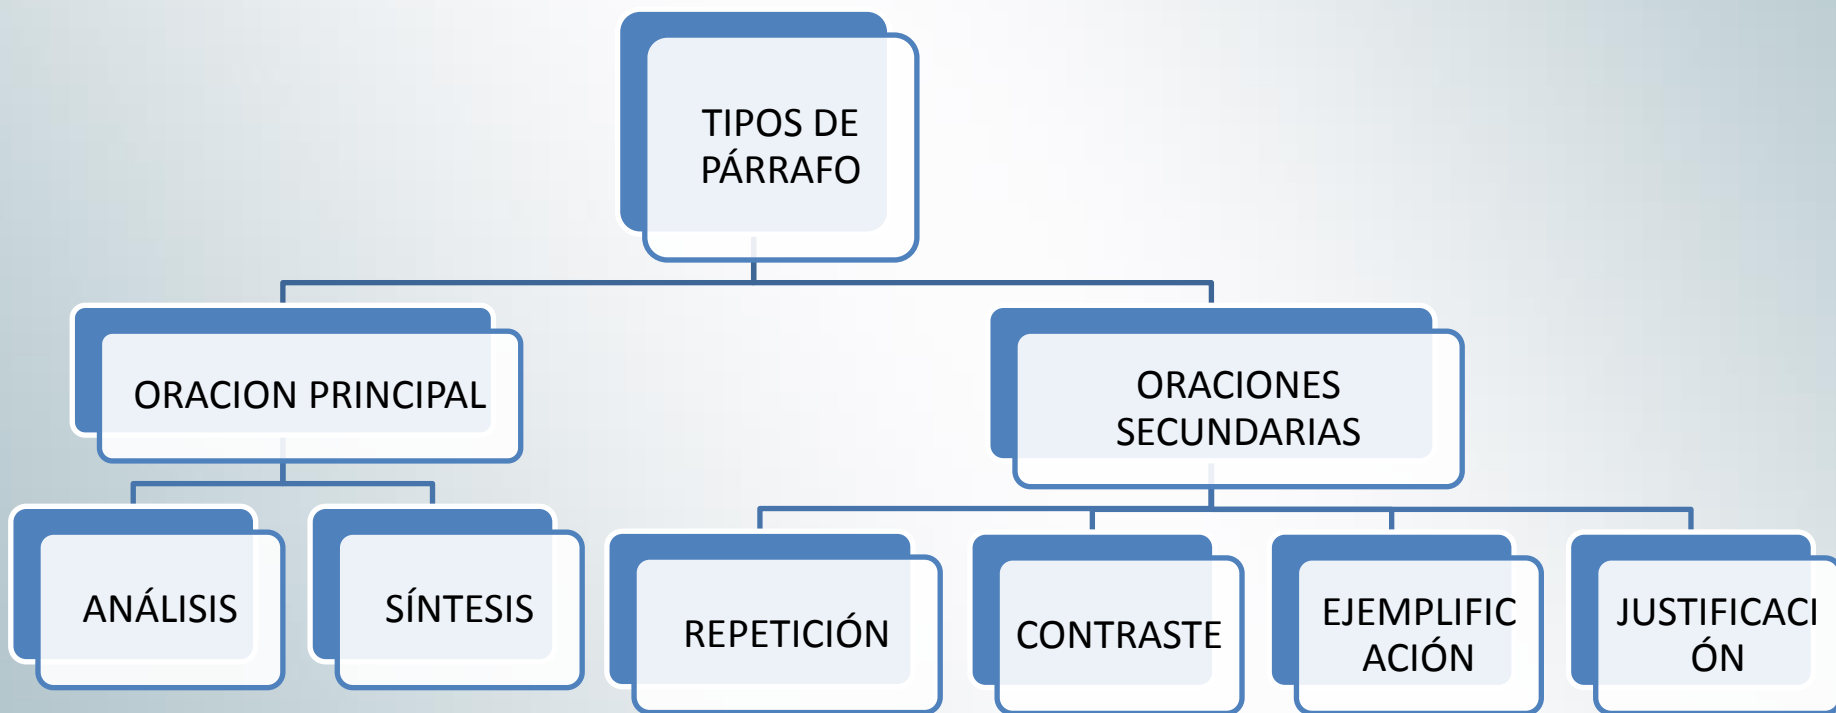 TIPOS DE
PÁRRAFO
ORACION PRINCIPAL
ORACIONES
SECUNDARIAS
ANÁLISIS
SÍNTESIS
REPETICIÓN
CONTRASTE
EJEMPLIFIC
ACIÓN
JUSTIFICACI
ÓN